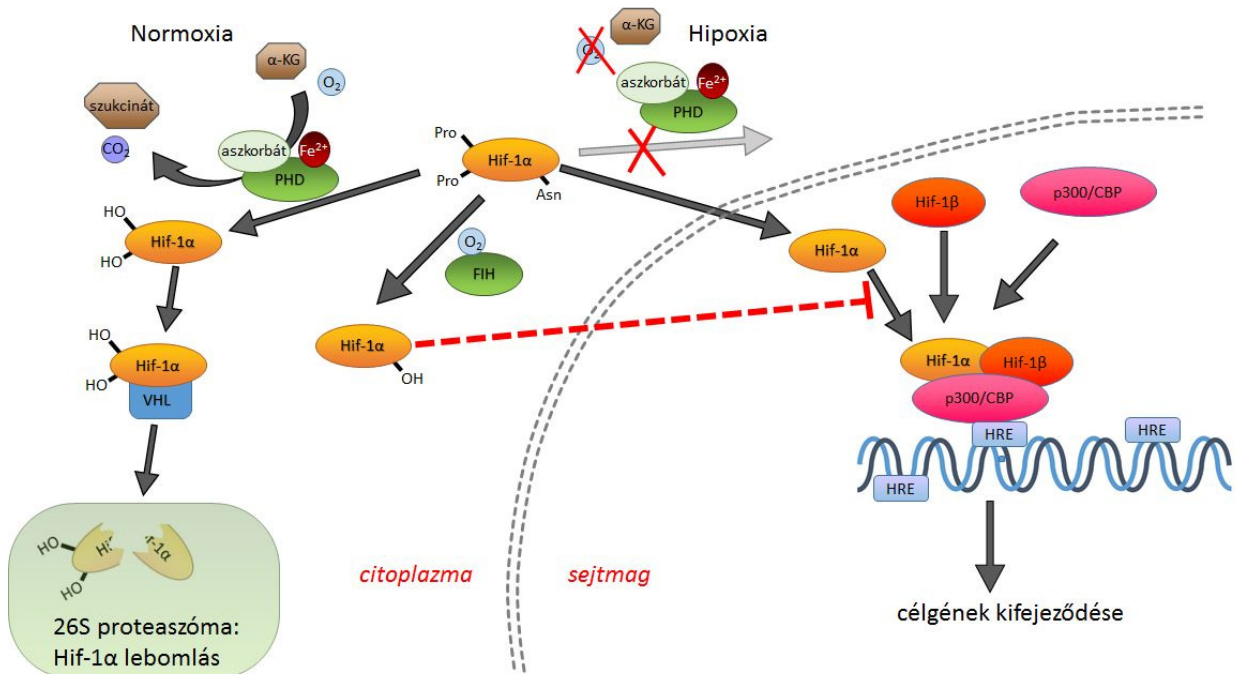 Normoxia
Hipoxia
α-KG
O₂
szukcinát
CO₂
aszkorbát
Fe²⁺
PHD
O₂
α-KG
aszkorbát
Fe²⁺
PHD
Pro
Pro
Hif-1α
Asn
HO
HO
Hif-1α
O₂
FIH
Hif-1α
Hif-1β
p300/CBP
HO
HO
Hif-1α
VHL
Hif-1α
OH
Hif-1α
Hif-1β
p300/CBP
HRE
HRE
HRE
HO
HO
Hif-1α
26S proteaszóma:
Hif-1α lebomlás
citoplazma
sejtmag
célgének kifejeződése